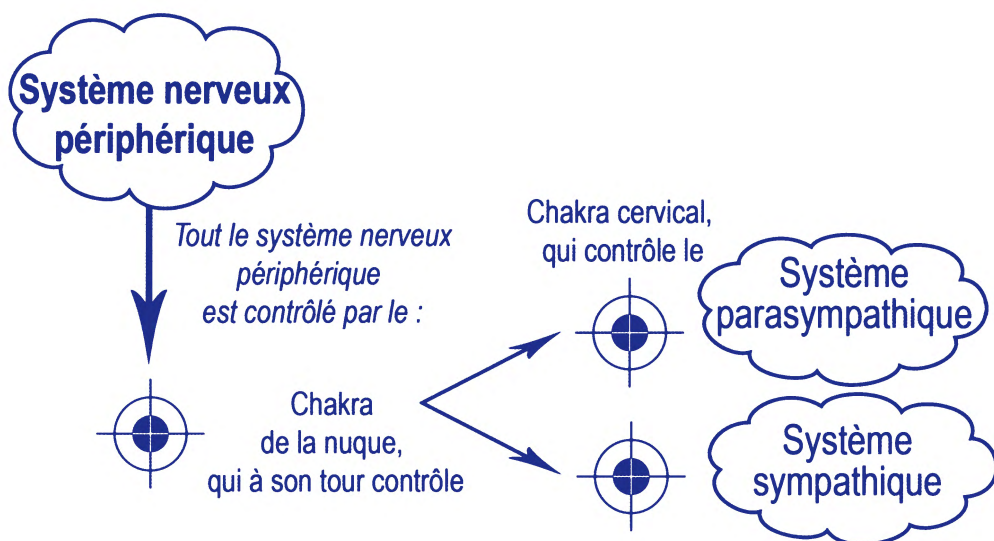 Système nerveux
périphérique
Tout le système nerveux
périphérique
est contrôlé par le :
Chakra
de la nuque,
qui à son tour contrôle
Chakra cervical,
qui contrôle le
Système
parasympathique
Système
sympathique